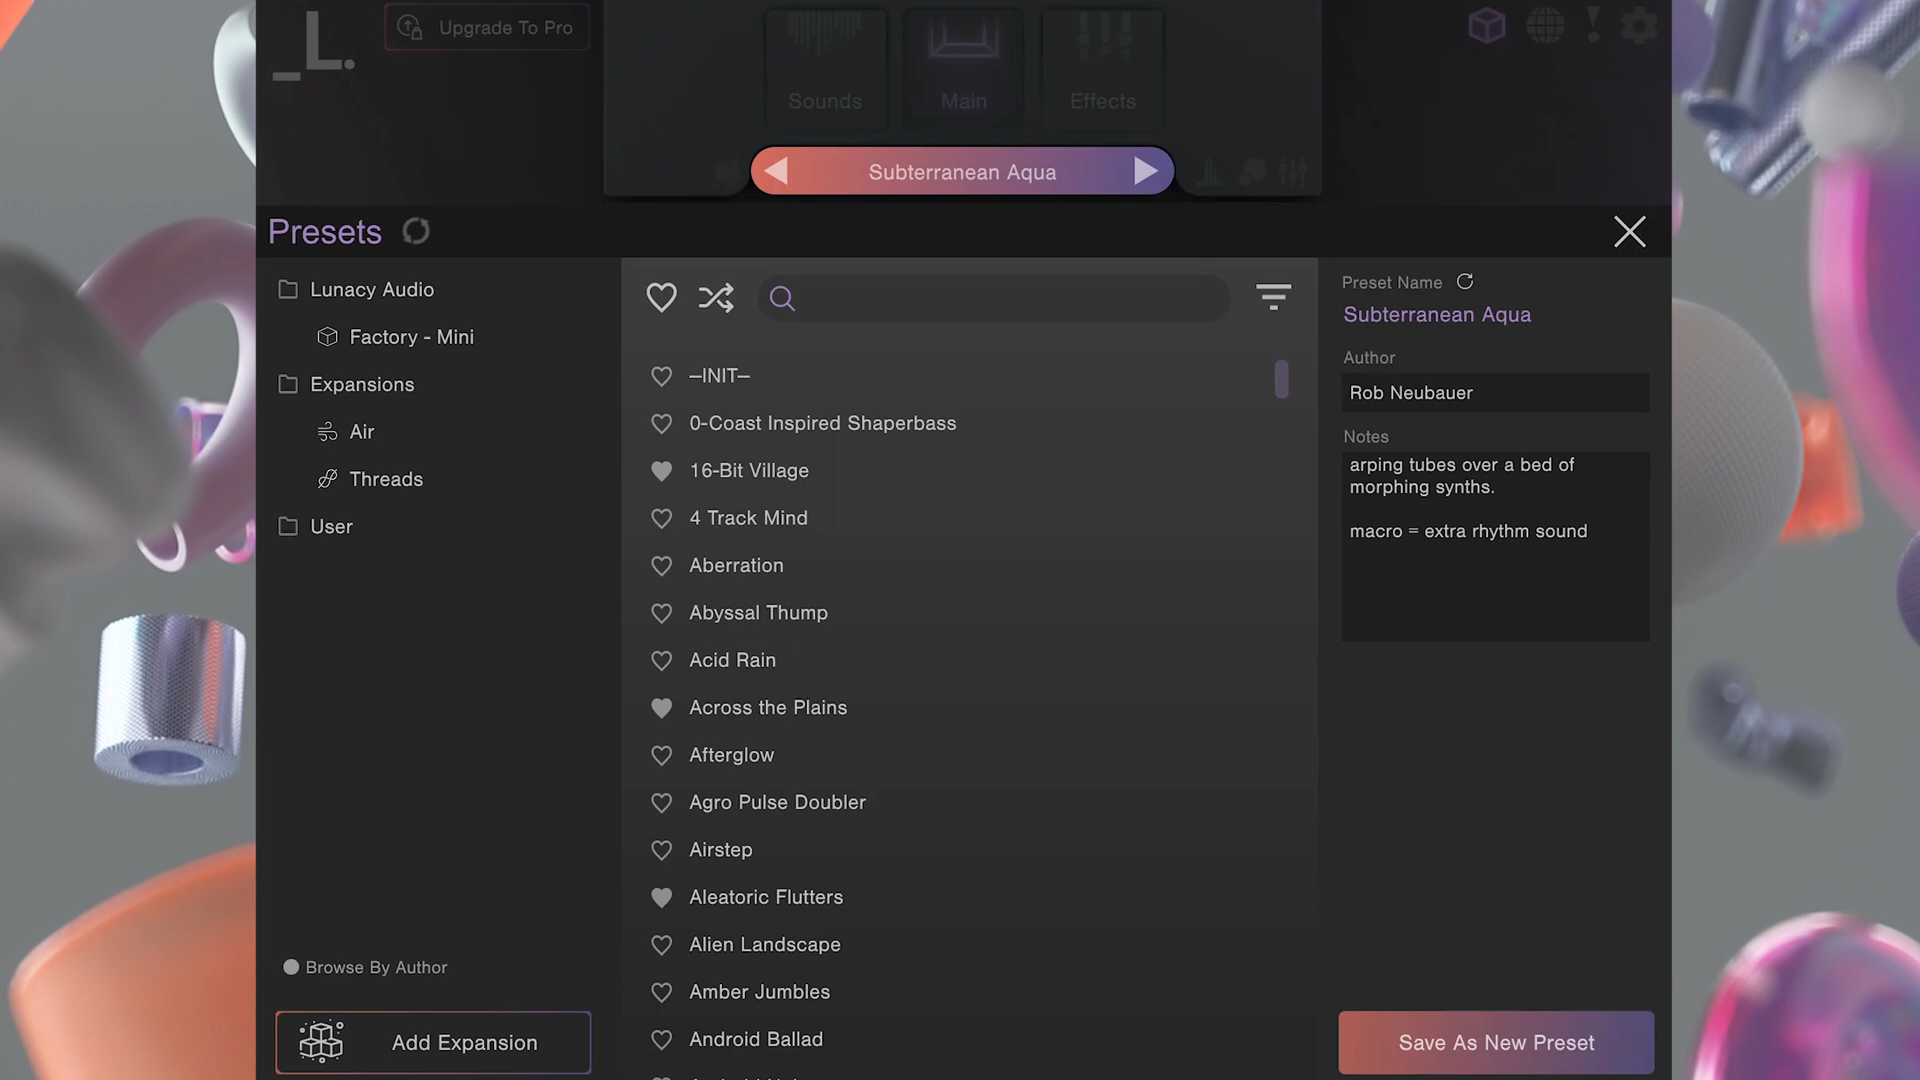 _L.
Upgrade To Pro
Sounds
Main
Effects
Subterranean Aqua
Presets
Lunacy Audio
Factory - Mini
Expansions
Air
Threads
User
Browse By Author
Add Expansion
—INIT—
0-Coast Inspired Shaperbass
16-Bit Village
4 Track Mind
Aberration
Abyssal Thump
Acid Rain
Across the Plains
Afterglow
Agro Pulse Doubler
Airstep
Aleatoric Flutters
Alien Landscape
Amber Jumbles
Android Ballad
Preset Name
Subterranean Aqua
Author
Rob Neubauer
Notes
arping tubes over a bed of
morphing synths.
macro = extra rhythm sound
Save As New Preset